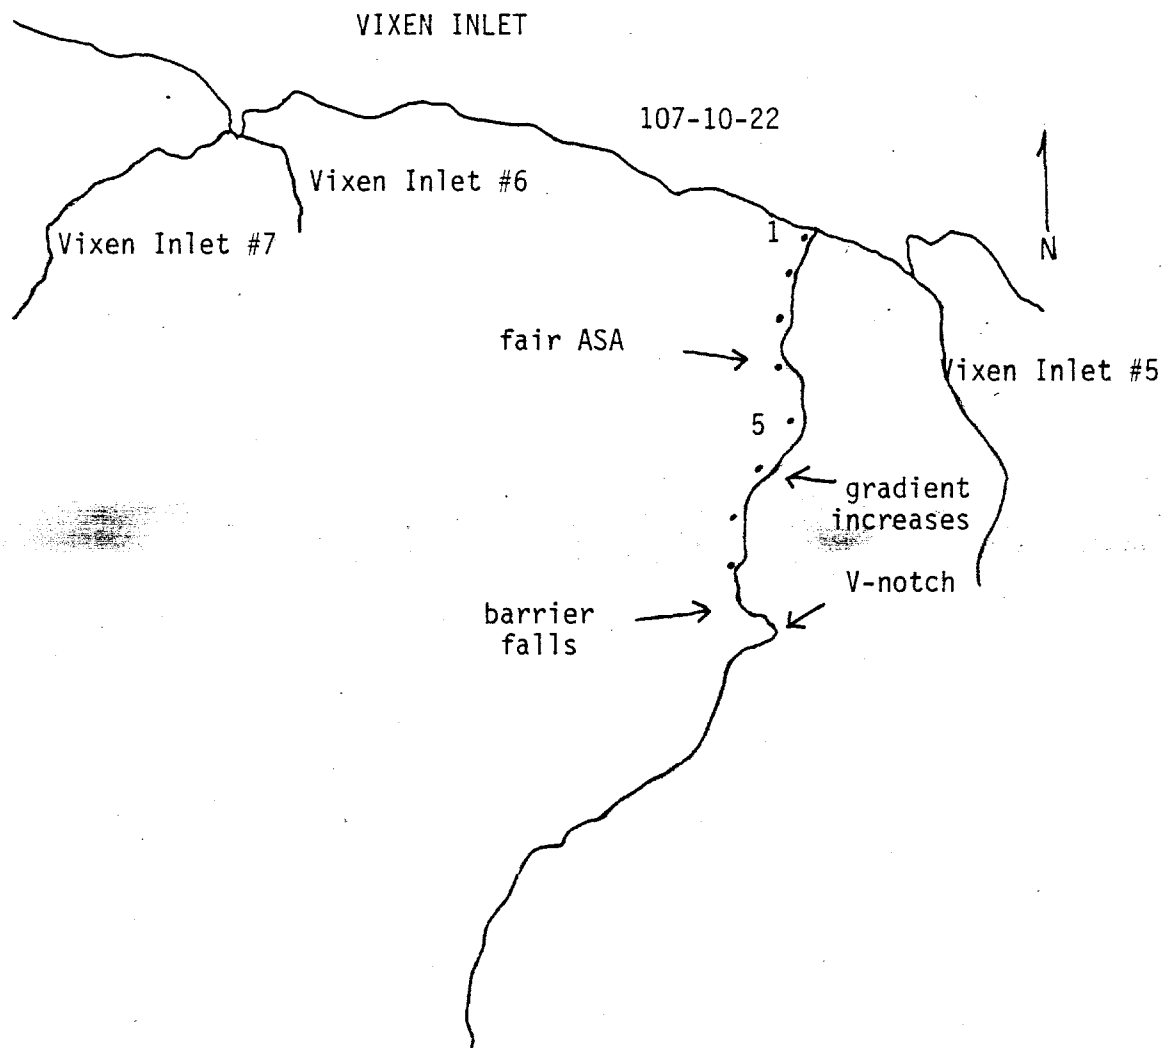 VIXEN INLET
107-10-22
Vixen Inlet #6
1
Vixen Inlet #7
N
fair ASA
Vixen Inlet #5
5
gradient
increases
V-notch
barrier
falls